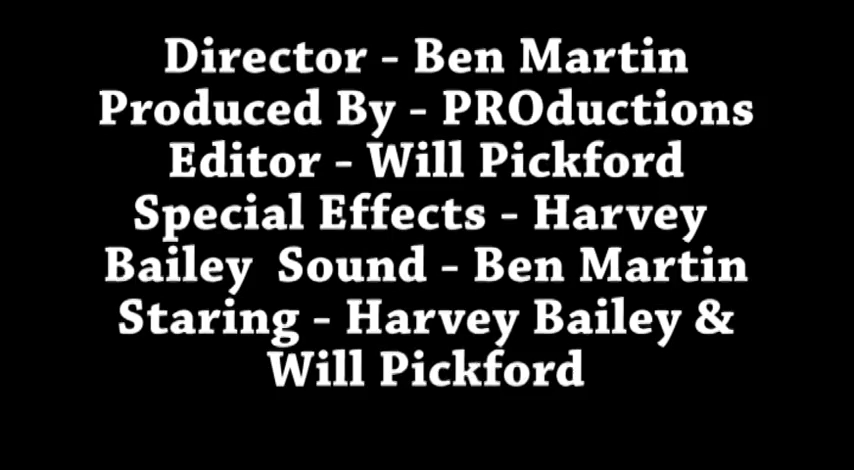 Director - Ben Martin
Produced By - PROductions
Editor - Will Pickford
Special Effects - Harvey
Bailey  Sound - Ben Martin
Staring - Harvey Bailey &
Will Pickford